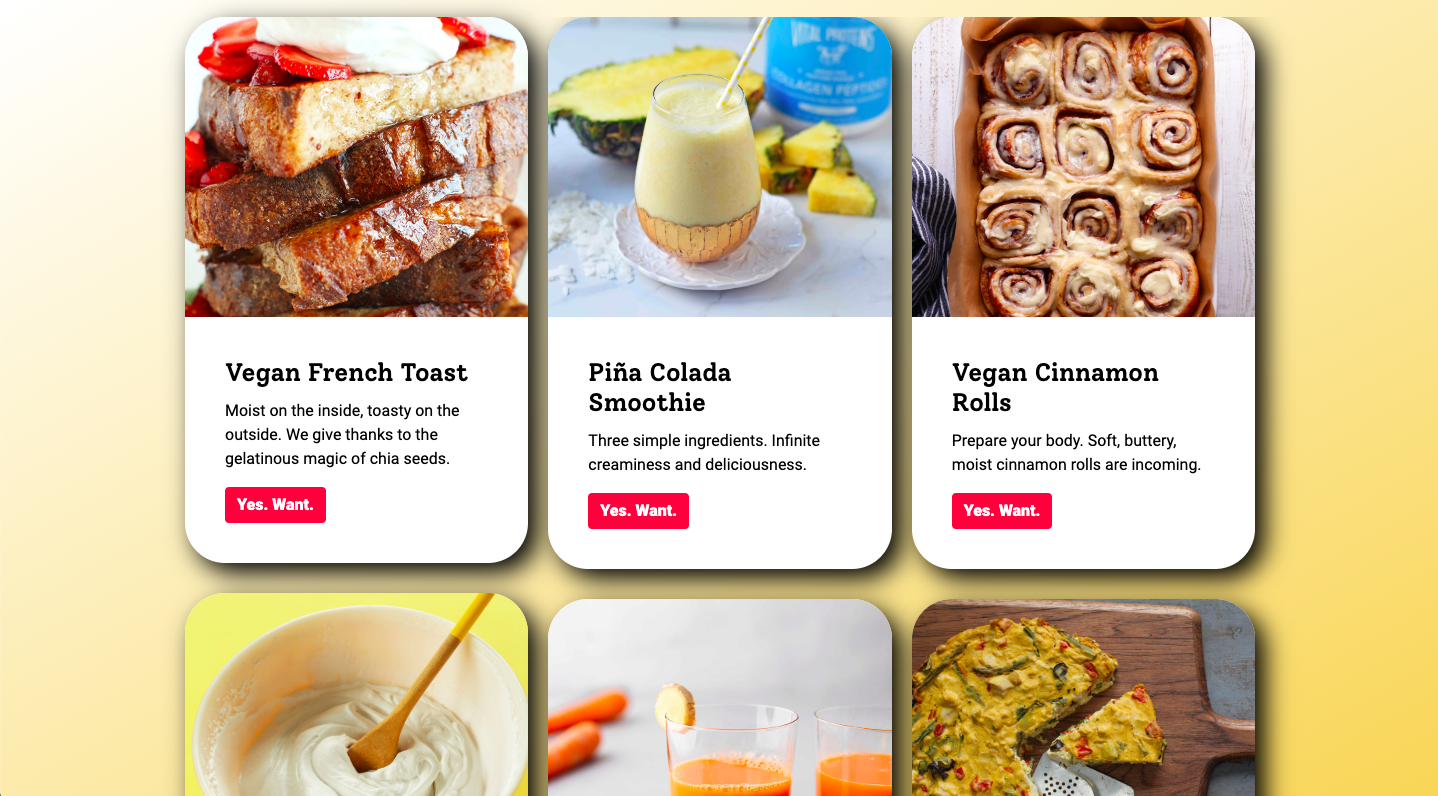 VITAL PROTEINS
COLLAGEN PEPTIDES
Vegan French Toast
Moist on the inside, toasty on the
outside. We give thanks to the
gelatinous magic of chia seeds.
Yes. Want.
Piña Colada
Smoothie
Three simple ingredients. Infinite
creaminess and deliciousness.
Yes. Want.
Vegan Cinnamon
Rolls
Prepare your body. Soft, buttery,
moist cinnamon rolls are incoming.
Yes. Want.